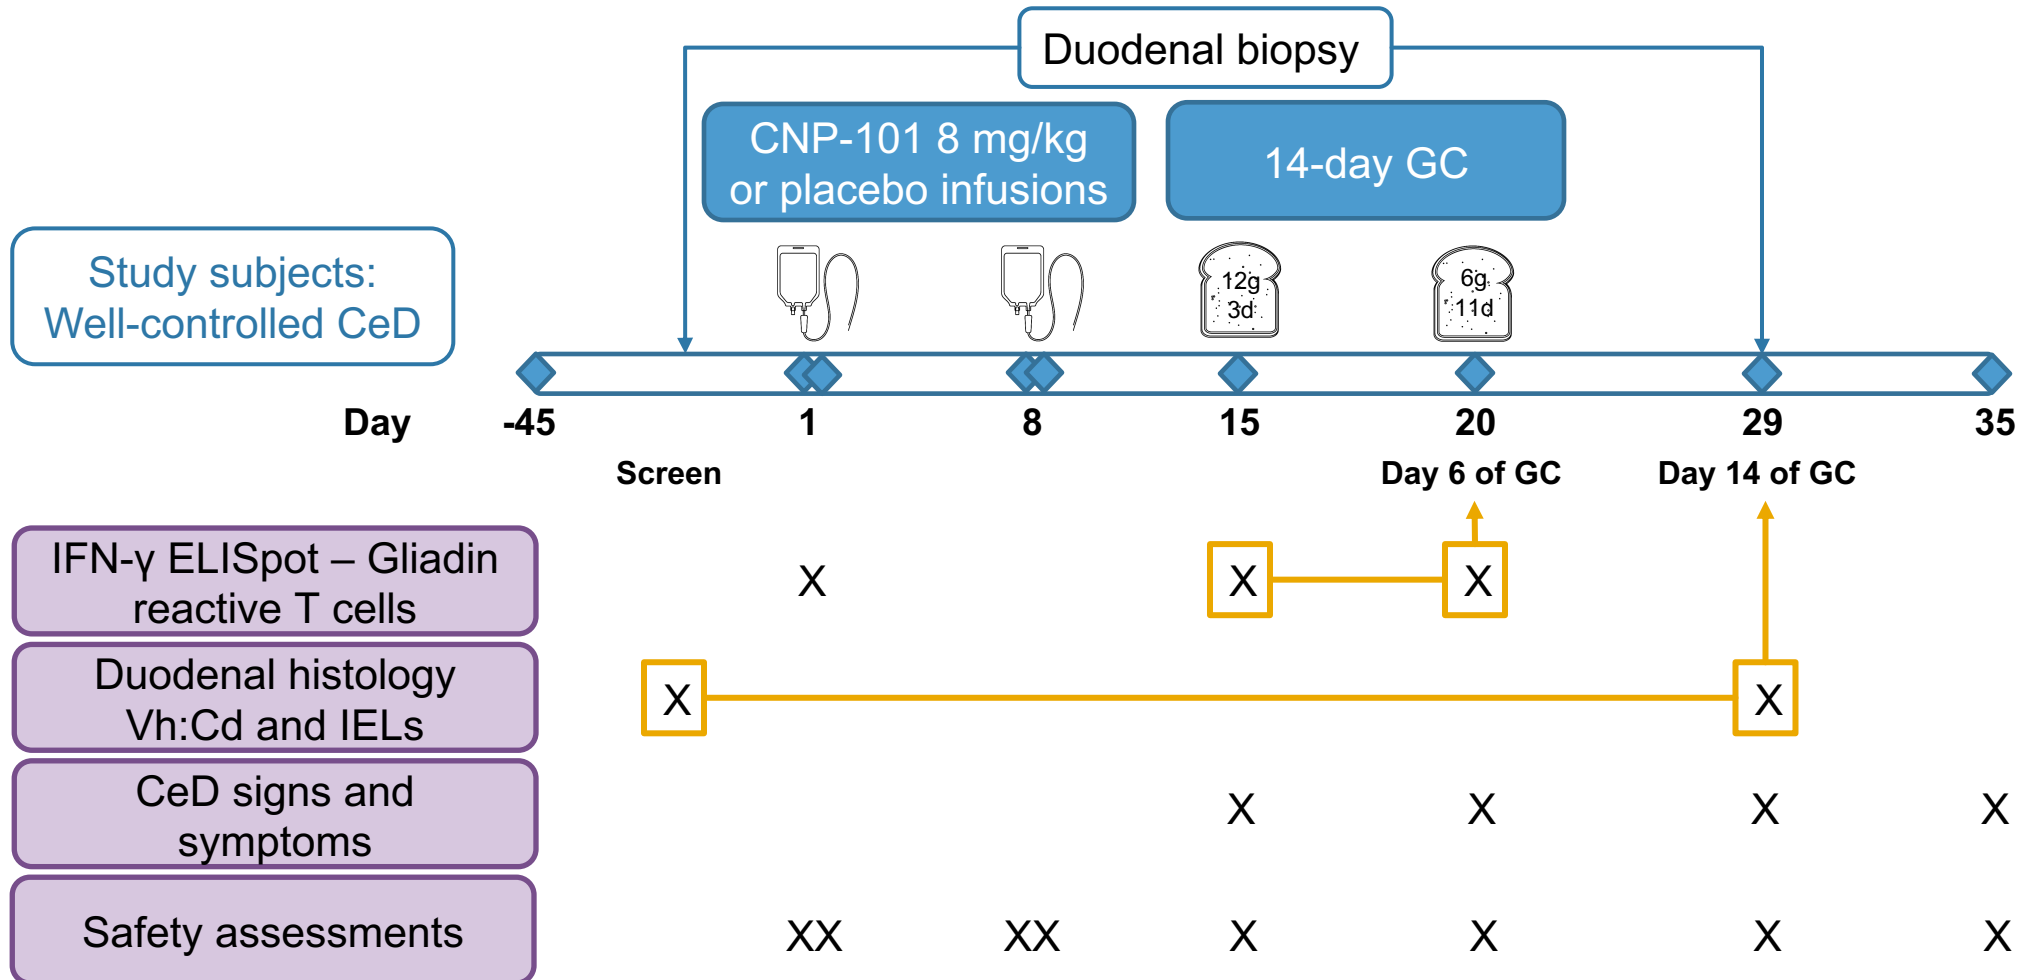 Duodenal biopsy
CNP-101 8 mg/kg
or placebo infusions
14-day GC
Study subjects:
Well-controlled CeD
12g
3d
6g
11d
Day -45 1 8 15 20 29 35
Screen Day 6 of GC Day 14 of GC
IFN-γ ELISpot – Gliadin
reactive T cells
X X X
Duodenal histology
Vh:Cd and IELs
X X
CeD signs and
symptoms
X X X X
Safety assessments XX XX X X X X